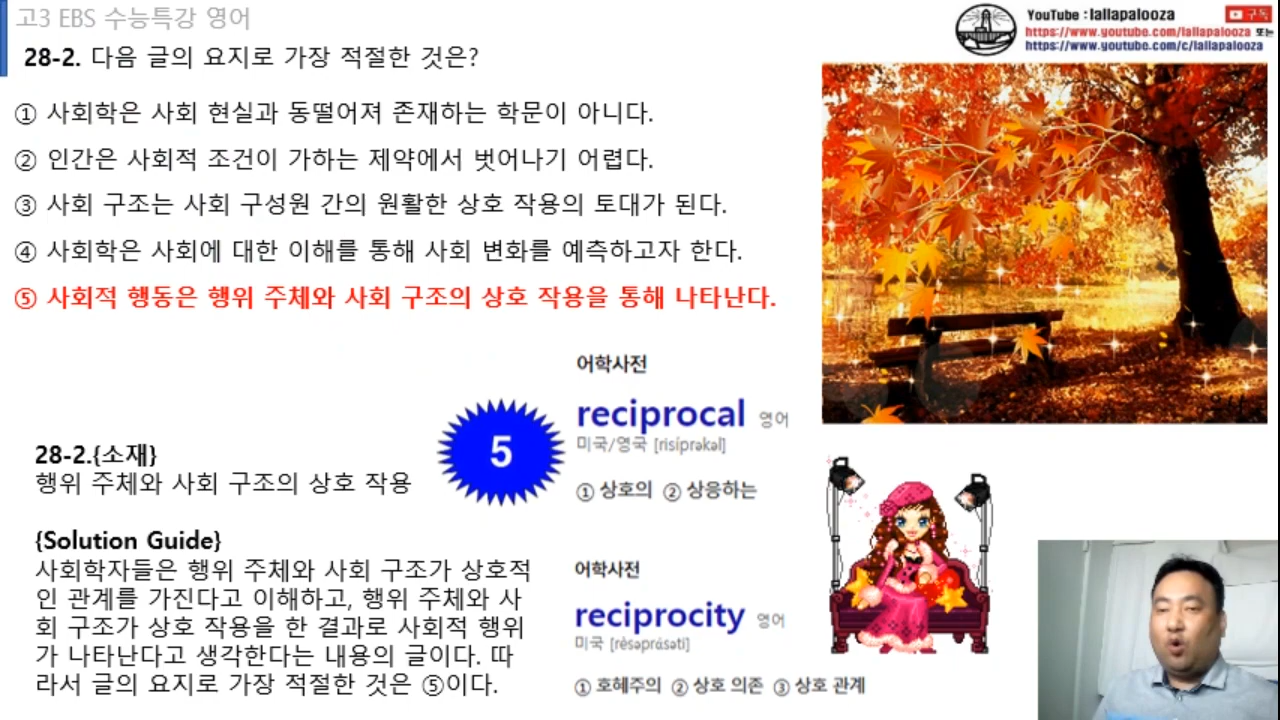 고3 EBS 수능특강 영어
YouTube : lallapalooza
구독
https://www.youtube.com/lallapalooza 또는
https://www.youtube.com/c/lallapalooza
28-2. 다음 글의 요지로 가장 적절한 것은?
① 사회학은 사회 현실과 동떨어져 존재하는 학문이 아니다.
② 인간은 사회적 조건이 가하는 제약에서 벗어나기 어렵다.
③ 사회 구조는 사회 구성원 간의 원활한 상호 작용의 토대가 된다.
④ 사회학은 사회에 대한 이해를 통해 사회 변화를 예측하고자 한다.
⑤ 사회적 행동은 행위 주체와 사회 구조의 상호 작용을 통해 나타난다.
28-2.{소재}
행위 주체와 사회 구조의 상호 작용
5
{Solution Guide}
사회학자들은 행위 주체와 사회 구조가 상호적
인 관계를 가진다고 이해하고, 행위 주체와 사
회 구조가 상호 작용을 한 결과로 사회적 행위
가 나타난다고 생각한다는 내용의 글이다. 따
라서 글의 요지로 가장 적절한 것은 ⑤이다.
어학사전
reciprocal 영어
미국/영국 [risíprəkəl]
① 상호의 ② 상응하는
어학사전
reciprocity 영어
미국 [rèsəprɑ́səti]
① 호혜주의 ② 상호 의존 ③ 상호 관계